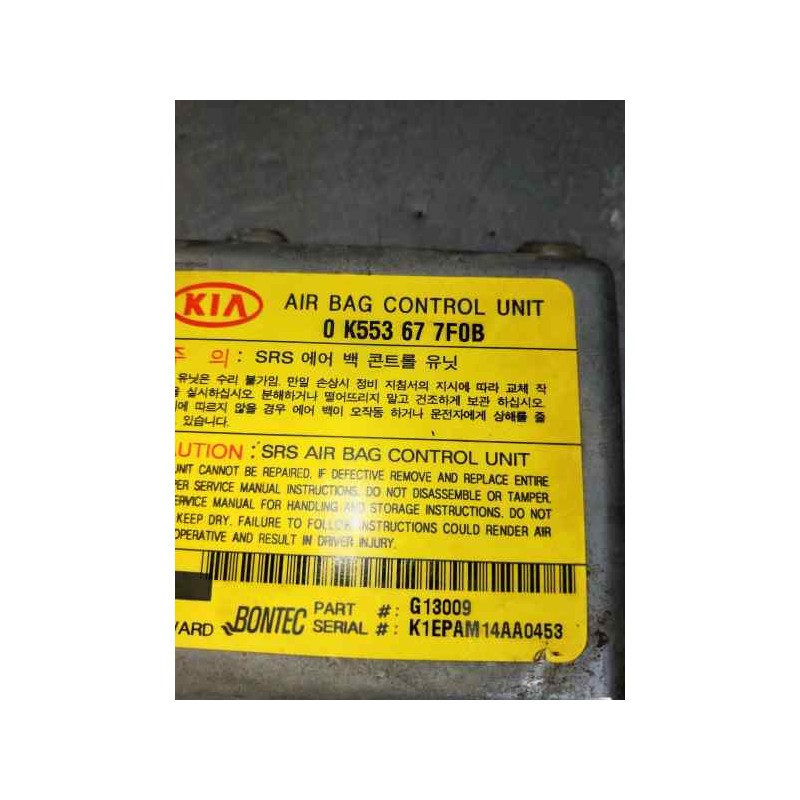 KIA AIR BAG CONTROL UNIT
0 K553 67 7F0B
주 의 : SRS 에어 백 콘트롤 유닛
유닛은 수리 불가임. 만일 손상시 정비 지침서의 지시에 따라 교체 작
을 실시하십시오. 분해하거나 떨어뜨리지 말고 건조하게 보관 하십시오.
에 따르지 않을 경우 에어 백이 오작동 하거나 운전자에게 상해를 줄
있습니다.
AUTION : SRS AIR BAG CONTROL UNIT
UNIT CANNOT BE REPAIRED. IF DEFECTIVE REMOVE AND REPLACE ENTIRE
PER SERVICE MANUAL INSTRUCTIONS. DO NOT DISASSEMBLE OR TAMPER.
SERVICE MANUAL FOR HANDLING AND STORAGE INSTRUCTIONS. DO NOT
KEEP DRY. FAILURE TO FOLLOW INSTRUCTIONS COULD RENDER AIR
OPERATIVE AND RESULT IN DRIVER INJURY.
BONTEC PART #: G13009
WARD SERIAL #: K1EPAM14AA0453